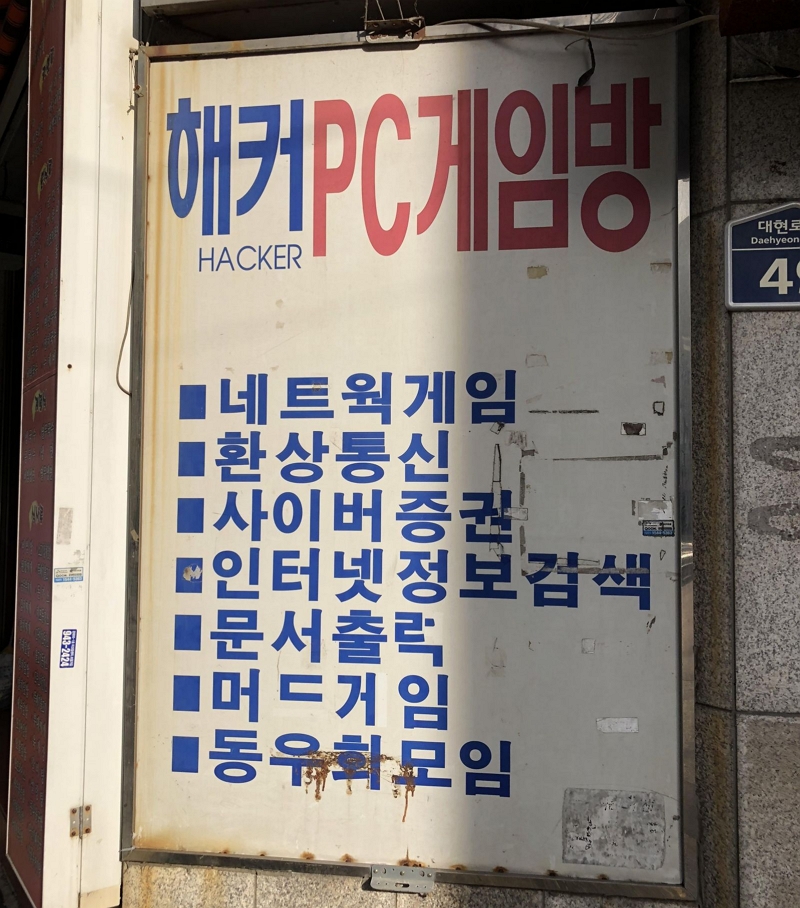 해커PC게임방
HACKER
■네트웍게임
■환상통신
■사이버증권
■인터넷정보검색
■문서출력
■머드게임
■동우회모임
대현로
Daehyeon
49